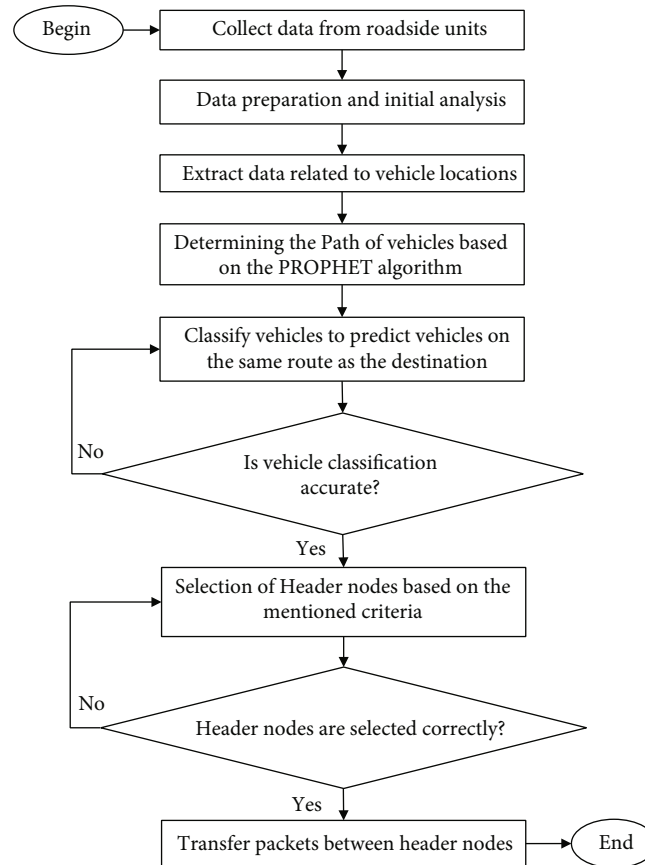 Begin
Collect data from roadside units
Data preparation and initial analysis
Extract data related to vehicle locations
Determining the Path of vehicles based
on the PROPHET algorithm
Classify vehicles to predict vehicles on
the same route as the destination
No
Is vehicle classification
accurate?
Yes
Selection of Header nodes based on the
mentioned criteria
No
Header nodes are selected correctly?
Yes
Transfer packets between header nodes
End